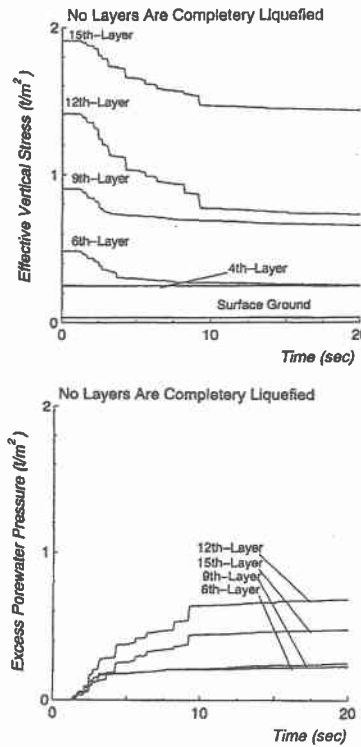 No Layers Are Completery Liquefied
2
15th-Layer
12th-Layer
1
9th-Layer
6th-Layer
4th-Layer
Surface Ground
0
0
10
20
Effective Vertical Stress (t/m²)
Time (sec)
No Layers Are Completery Liquefied
2
1
12th-Layer
15th-Layer
9th-Layer
6th-Layer
0
0
10
20
Excess Porewater Pressure (t/m²)
Time (sec)